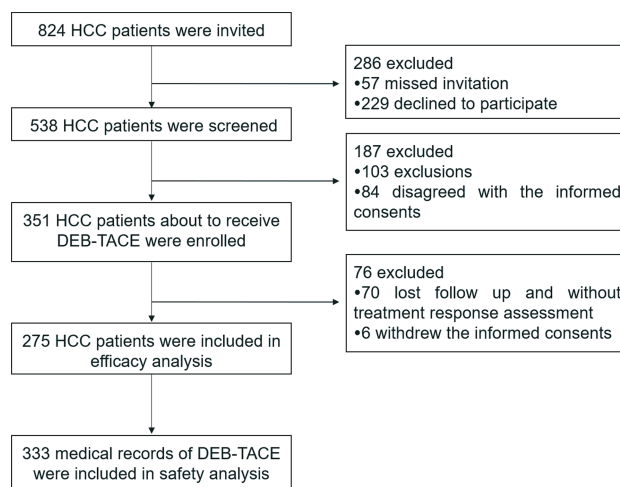 824 HCC patients were invited
286 excluded
•57 missed invitation
•229 declined to participate
538 HCC patients were screened
187 excluded
•103 exclusions
•84 disagreed with the informed
consents
351 HCC patients about to receive
DEB-TACE were enrolled
76 excluded
•70 lost follow up and without
treatment response assessment
•6 withdrew the informed consents
275 HCC patients were included in
efficacy analysis
333 medical records of DEB-TACE
were included in safety analysis